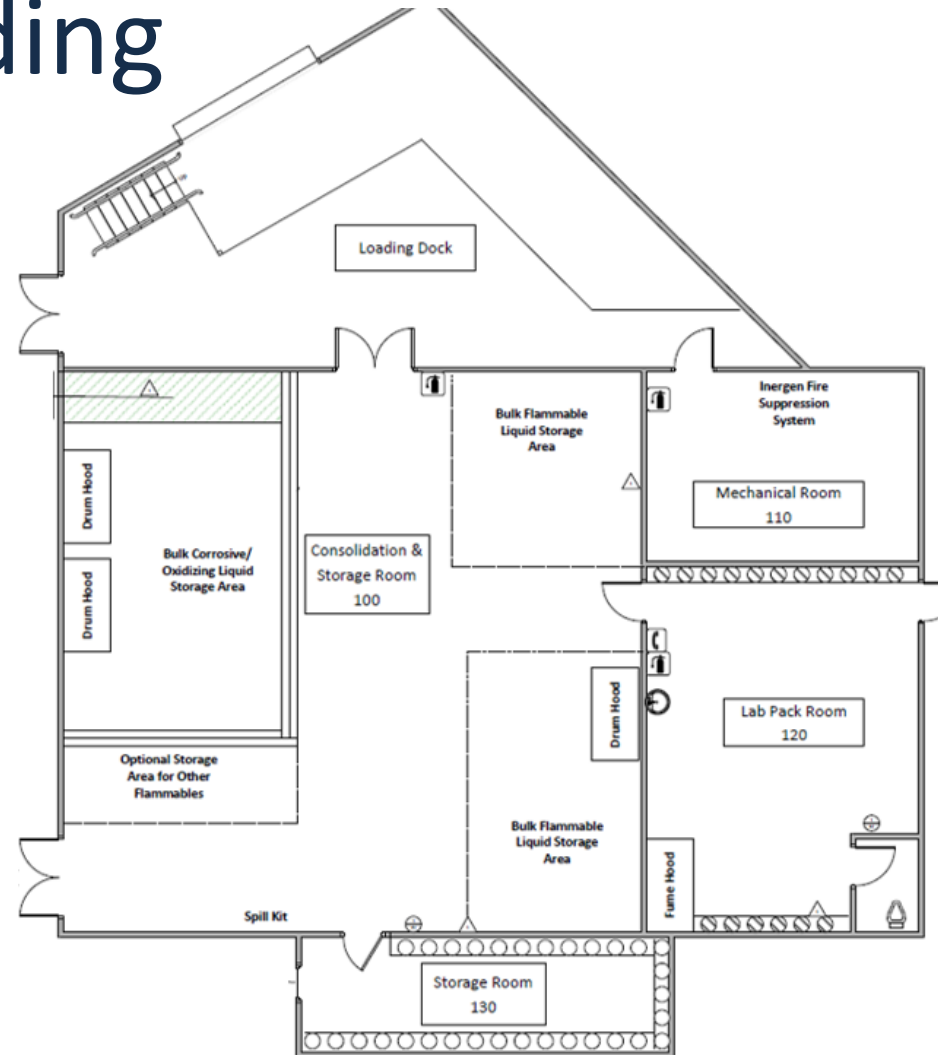 ding
Loading Dock
Inergen Fire
Suppression
System
Bulk Flammable
Liquid Storage
Area
Mechanical Room
110
Drum Hood
Drum Hood
Bulk Corrosive/
Oxidizing Liquid
Storage Area
Consolidation &
Storage Room
100
Drum Hood
Lab Pack Room
120
Optional Storage
Area for Other
Flammables
Bulk Flammable
Liquid Storage
Area
Fume Hood
Spill Kit
Storage Room
130